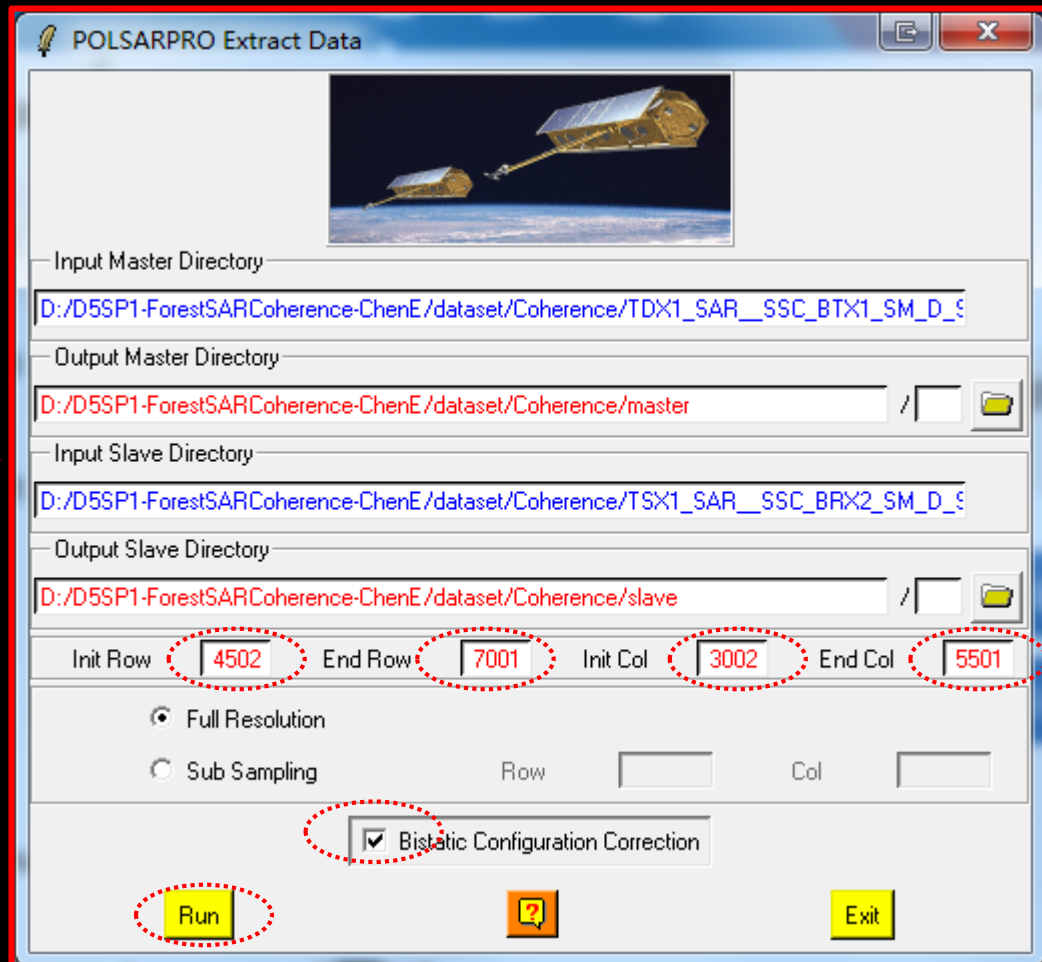 POLSARPRO Extract Data
Input Master Directory
D:/D5SP1-ForestSARCoherence-ChenE/dataset/Coherence/TDX1_SAR__SSC_BTX1_SM_D_S
Output Master Directory
D:/D5SP1-ForestSARCoherence-ChenE/dataset/Coherence/master /
Input Slave Directory
D:/D5SP1-ForestSARCoherence-ChenE/dataset/Coherence/TSX1_SAR__SSC_BRX2_SM_D_S
Output Slave Directory
D:/D5SP1-ForestSARCoherence-ChenE/dataset/Coherence/slave /
Init Row 4502 End Row 7001 Init Col 3002 End Col 5501
Full Resolution
Sub Sampling Row Col
Bistatic Configuration Correction
Run ? Exit